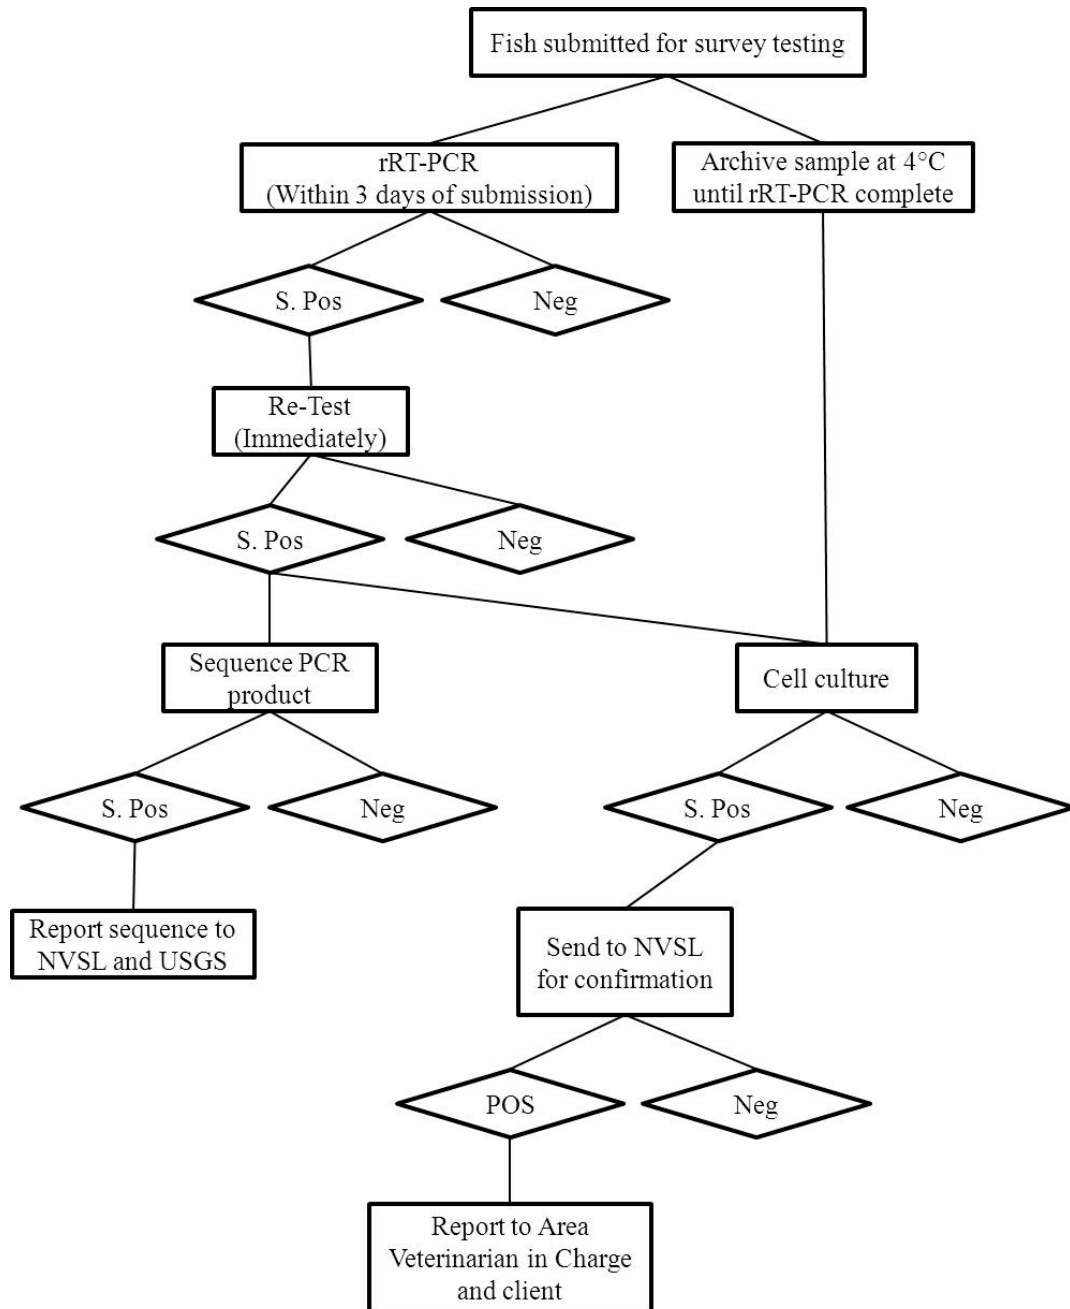 Fish submitted for survey testing
rRT-PCR
(Within 3 days of submission)
Archive sample at 4°C
until rRT-PCR complete
S. Pos
Neg
Re-Test
(Immediately)
S. Pos
Neg
Sequence PCR
product
Cell culture
S. Pos
Neg
S. Pos
Neg
Report sequence to
NVSL and USGS
Send to NVSL
for confirmation
POS
Neg
Report to Area
Veterinarian in Charge
and client